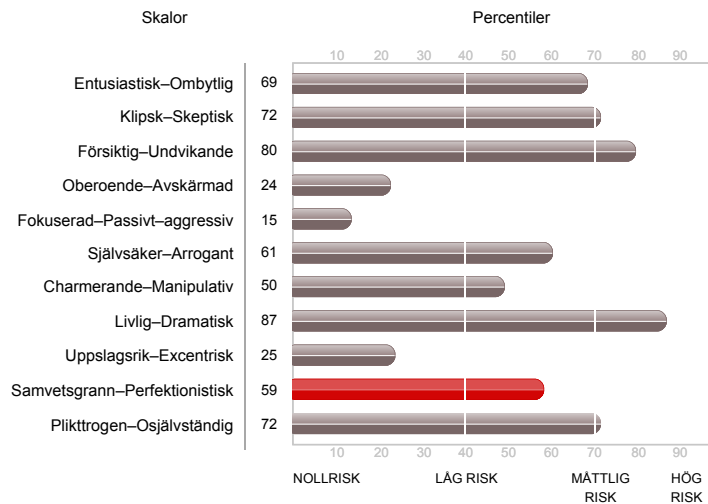 Skalor Percentiler
10 20 30 40 50 60 70 80 90
Entusiastisk–Ombytlig 69
Klipsk–Skeptisk 72
Försiktig–Undvikande 80
Oberoende–Avskärmad 24
Fokuserad–Passivt–aggressiv 15
Självsäker–Arrogant 61
Charmerande–Manipulativ 50
Livlig–Dramatisk 87
Uppslagsrik–Excentrisk 25
Samvetsgrann–Perfektionistisk 59
Plikttrogen–Osjälvständig 72
10 20 30 40 50 60 70 80 90
NOLLRISK LÅG RISK MÅTTLIG HÖG
RISK RISK